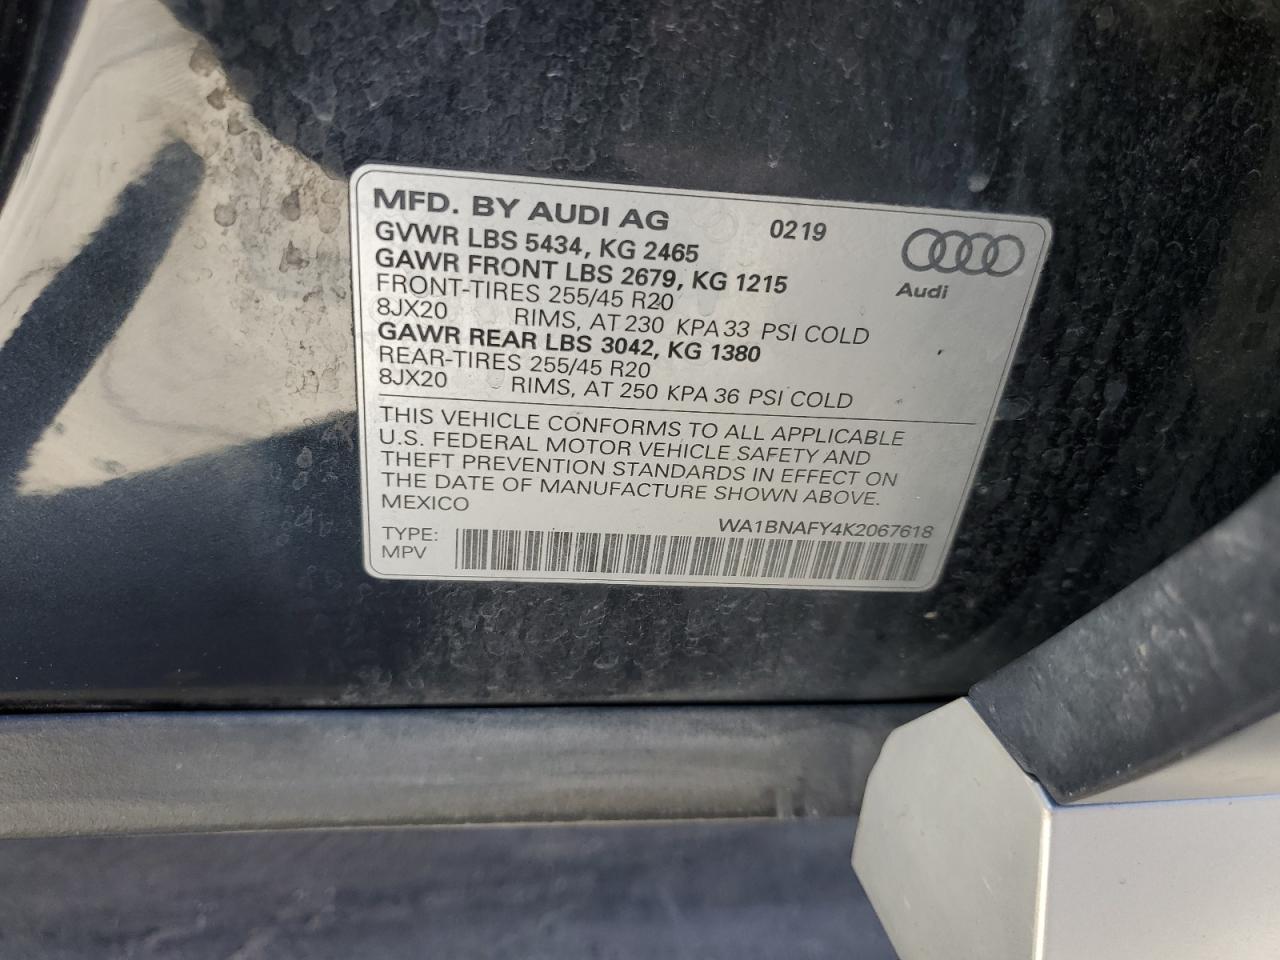 MFD. BY AUDI AG 0219
GVWR LBS 5434, KG 2465
GAWR FRONT LBS 2679, KG 1215
FRONT-TIRES 255/45 R20
8JX20 RIMS, AT 230 KPA 33 PSI COLD
GAWR REAR LBS 3042, KG 1380
REAR-TIRES 255/45 R20
8JX20 RIMS, AT 250 KPA 36 PSI COLD
Audi
THIS VEHICLE CONFORMS TO ALL APPLICABLE
U.S. FEDERAL MOTOR VEHICLE SAFETY AND
THEFT PREVENTION STANDARDS IN EFFECT ON
THE DATE OF MANUFACTURE SHOWN ABOVE.
MEXICO
WA1BNAFY4K2067618
TYPE:
MPV